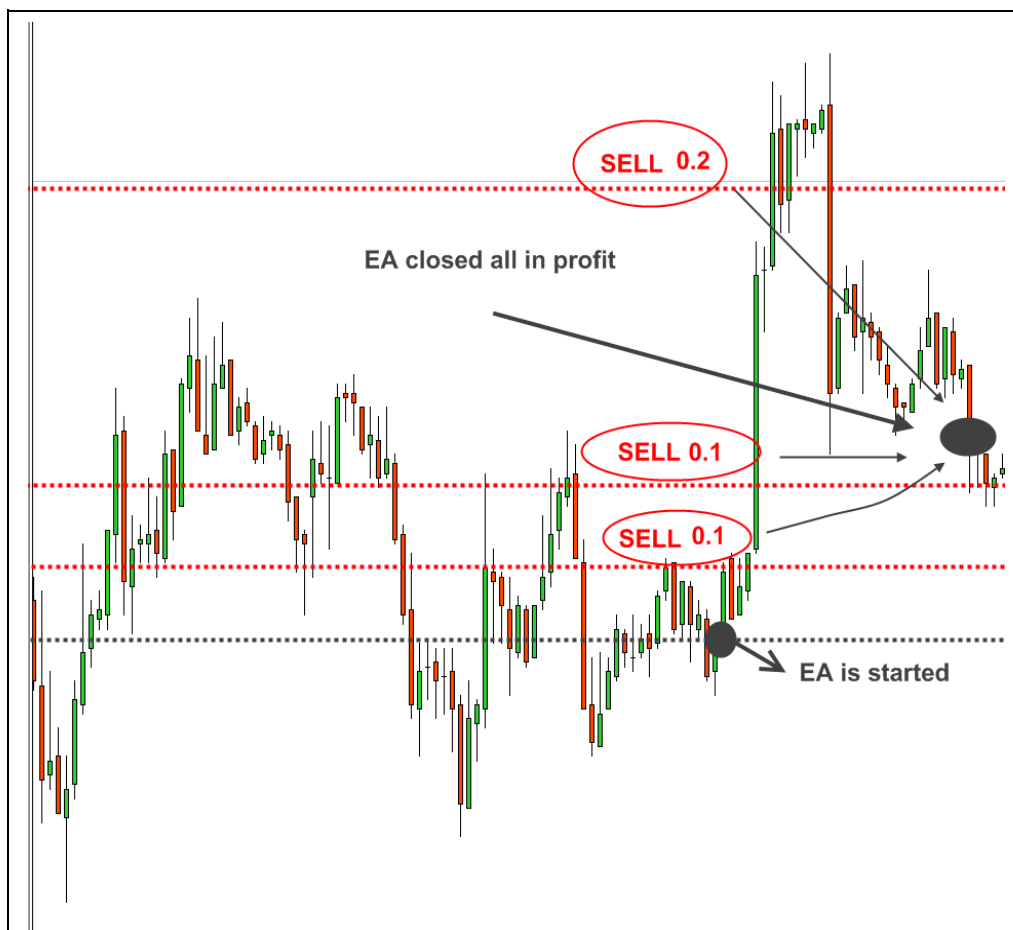 SELL 0.2
EA closed all in profit
SELL 0.1
SELL 0.1
EA is started